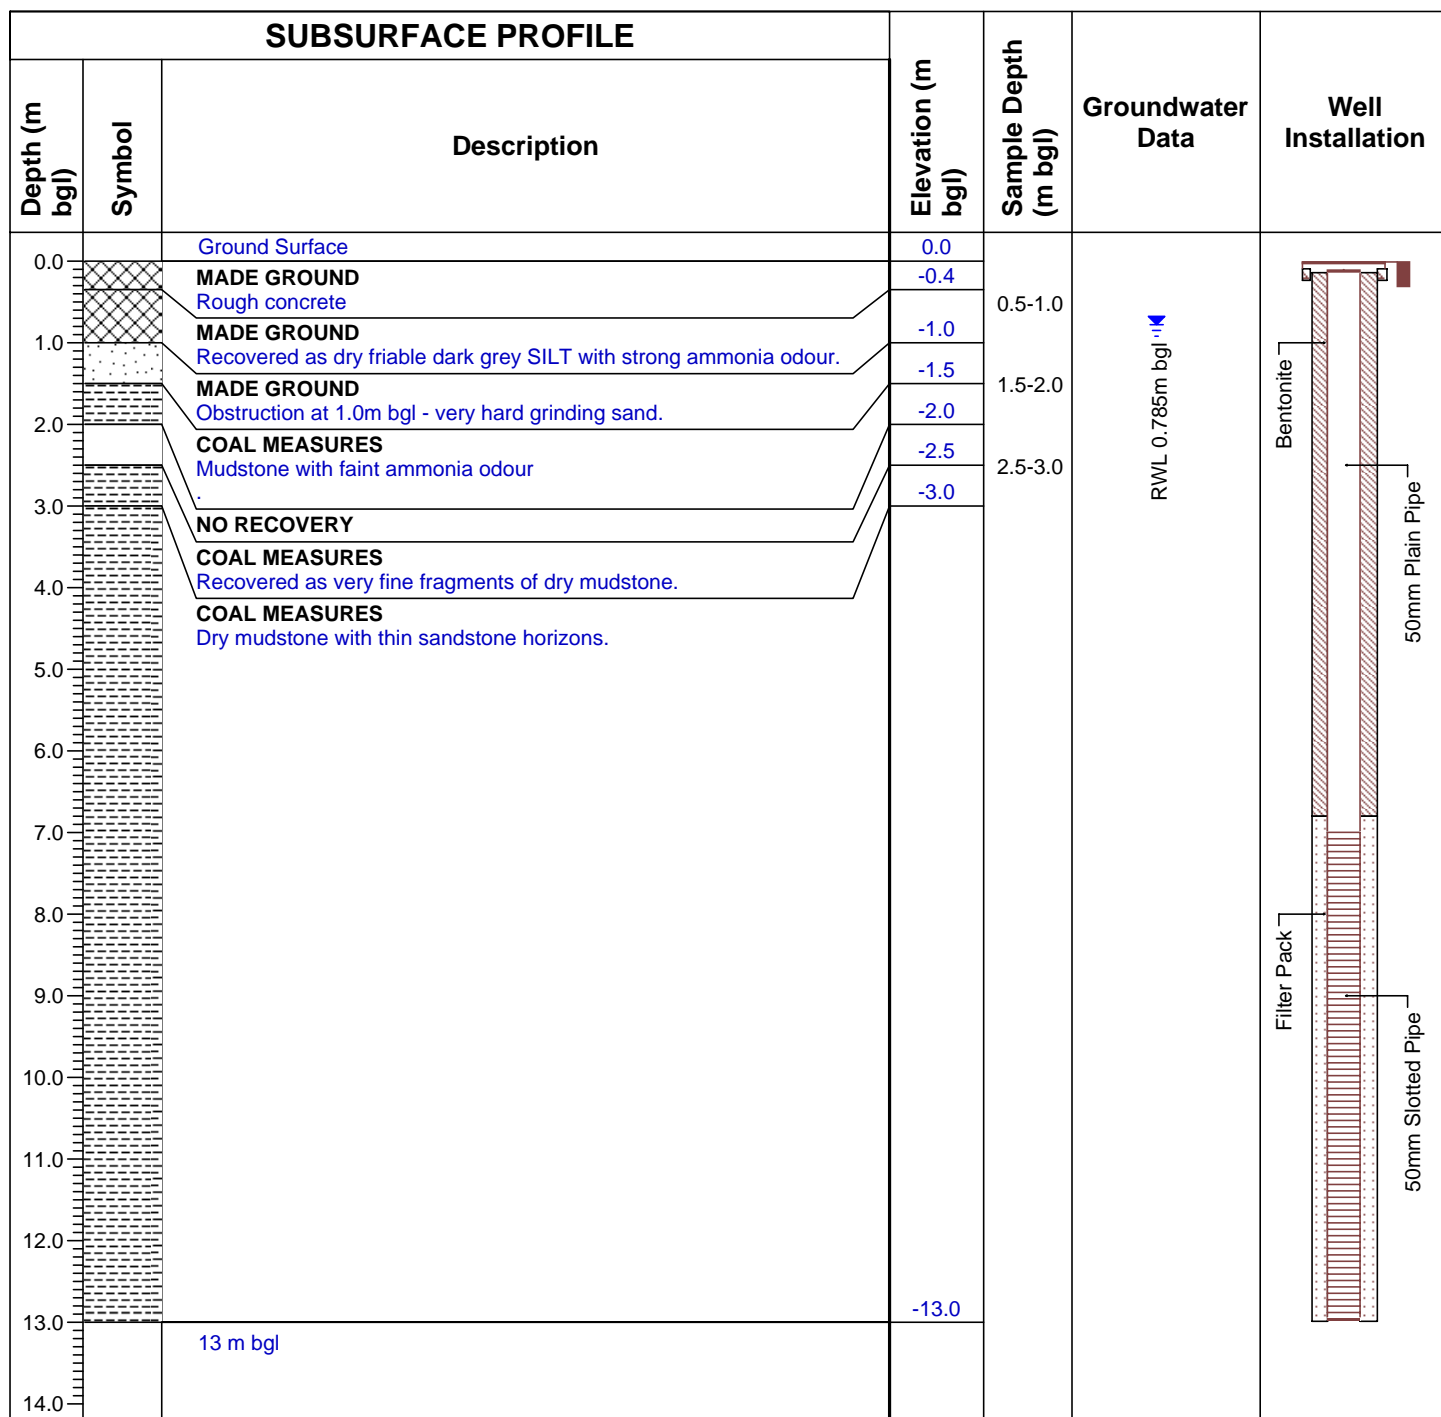 SUBSURFACE PROFILE
Depth (m
bgl)
Symbol
Description
Elevation (m
bgl)
Sample Depth
(m bgl)
Groundwater
Data
Well
Installation
Ground Surface
0.0
0.0
MADE GROUND
Rough concrete
-0.4
0.5-1.0
MADE GROUND
Recovered as dry friable dark grey SILT with strong ammonia odour.
-1.0
1.0
MADE GROUND
Obstruction at 1.0m bgl - very hard grinding sand.
-1.5
1.5-2.0
COAL MEASURES
Mudstone with faint ammonia odour
.
-2.0
2.0
NO RECOVERY
-2.5
2.5-3.0
COAL MEASURES
Recovered as very fine fragments of dry mudstone.
-3.0
3.0
COAL MEASURES
Dry mudstone with thin sandstone horizons.
4.0
5.0
6.0
7.0
8.0
9.0
10.0
11.0
12.0
13.0
-13.0
13 m bgl
14.0
RWL 0.785m bgl
Bentonite
50mm Plain Pipe
Filter Pack
50mm Slotted Pipe